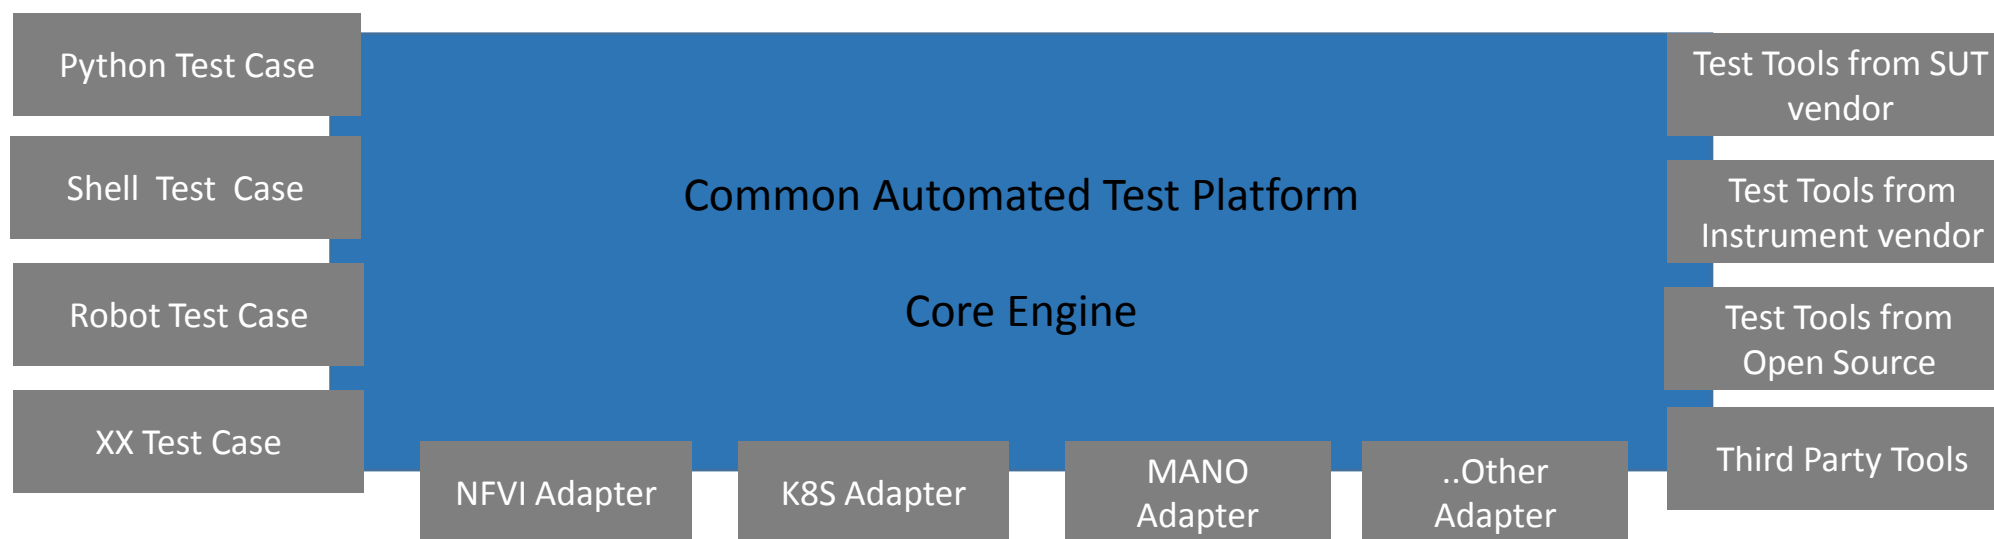 Python Test Case
Shell  Test  Case
Robot Test Case
XX Test Case
Common Automated Test Platform
Core Engine
Test Tools from SUT
vendor
Test Tools from
Instrument vendor
Test Tools from
Open Source
Third Party Tools
NFVI Adapter
K8S Adapter
MANO
Adapter
..Other
Adapter